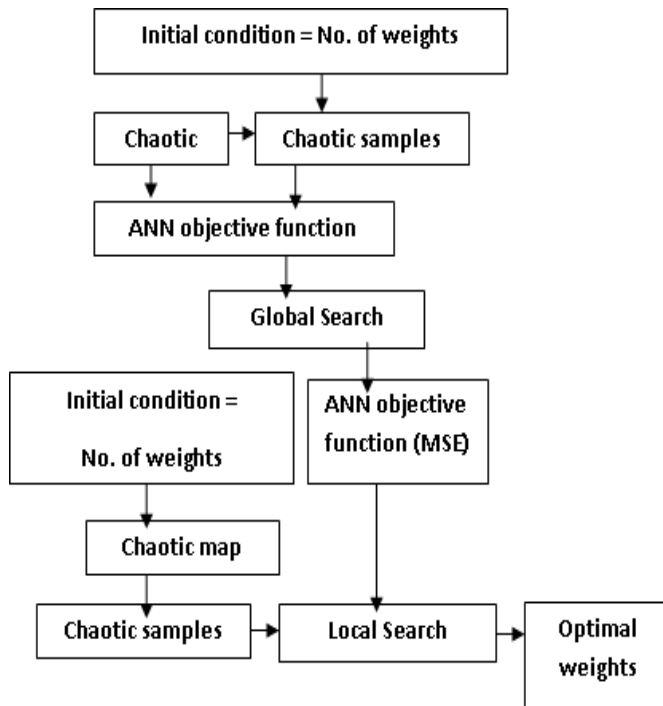 Initial condition = No. of weights
Chaotic
Chaotic samples
ANN objective function
Global Search
Initial condition =
No. of weights
ANN objective
function (MSE)
Chaotic map
Chaotic samples
Local Search
Optimal
weights